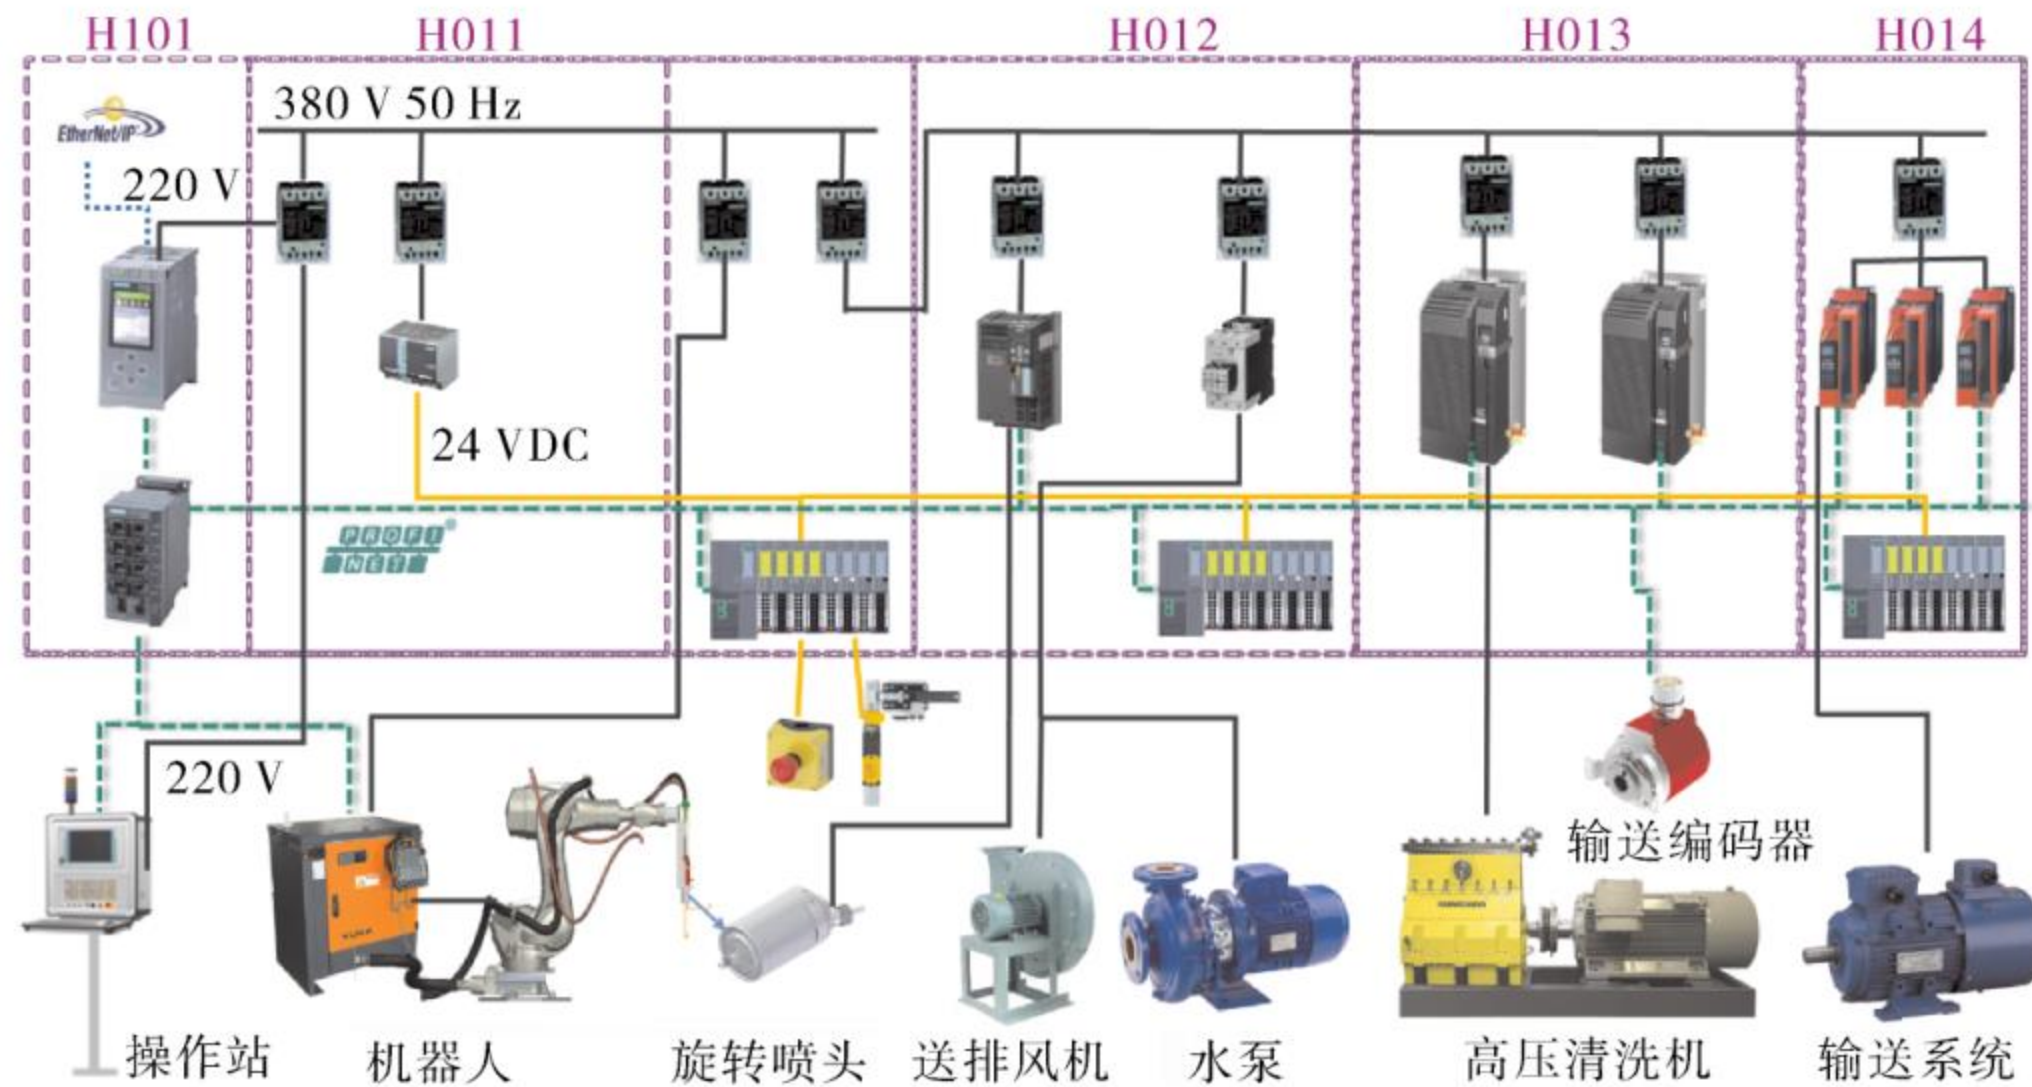 H101
H011
H012
H013
H014
EtherNet/IP
380 V 50 Hz
220 V
24 VDC
PROFI®
NET
220 V
输送编码器
操作站
机器人
旋转喷头
送排风机
水泵
高压清洗机
输送系统